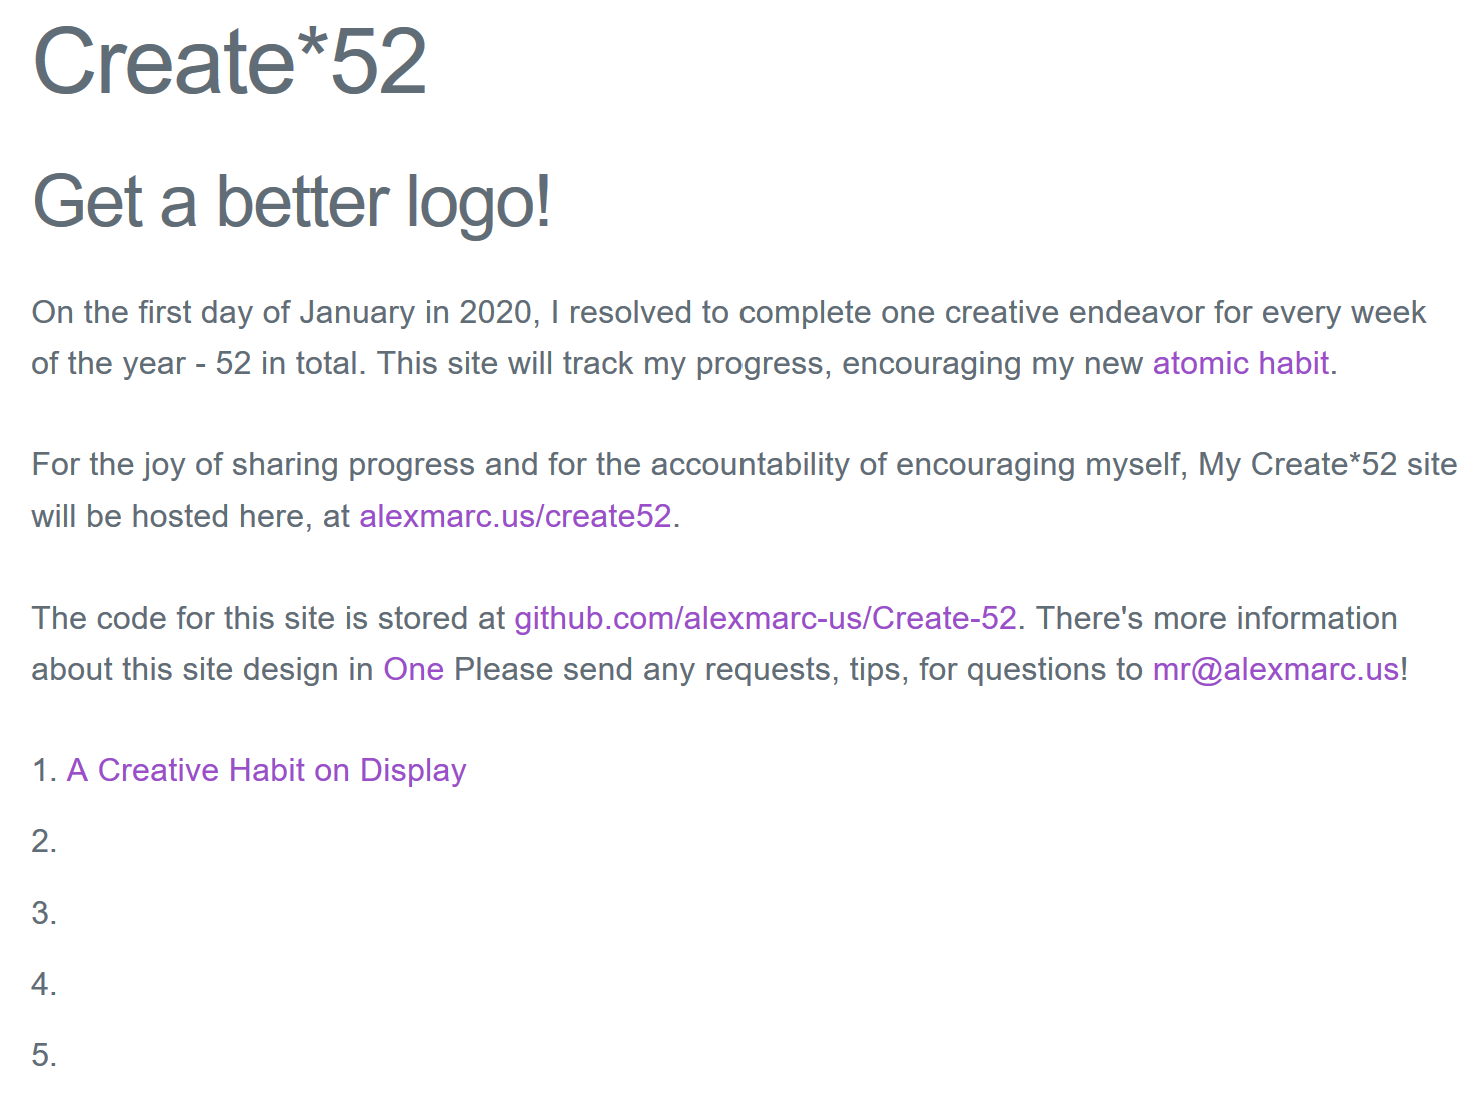 Create*52
Get a better logo!
On the first day of January in 2020, I resolved to complete one creative endeavor for every week
of the year - 52 in total. This site will track my progress, encouraging my new atomic habit.
For the joy of sharing progress and for the accountability of encouraging myself, My Create*52 site
will be hosted here, at alexmarc.us/create52.
The code for this site is stored at github.com/alexmarc-us/Create-52. There's more information
about this site design in One Please send any requests, tips, for questions to mr@alexmarc.us!
1. A Creative Habit on Display
2.
3.
4.
5.